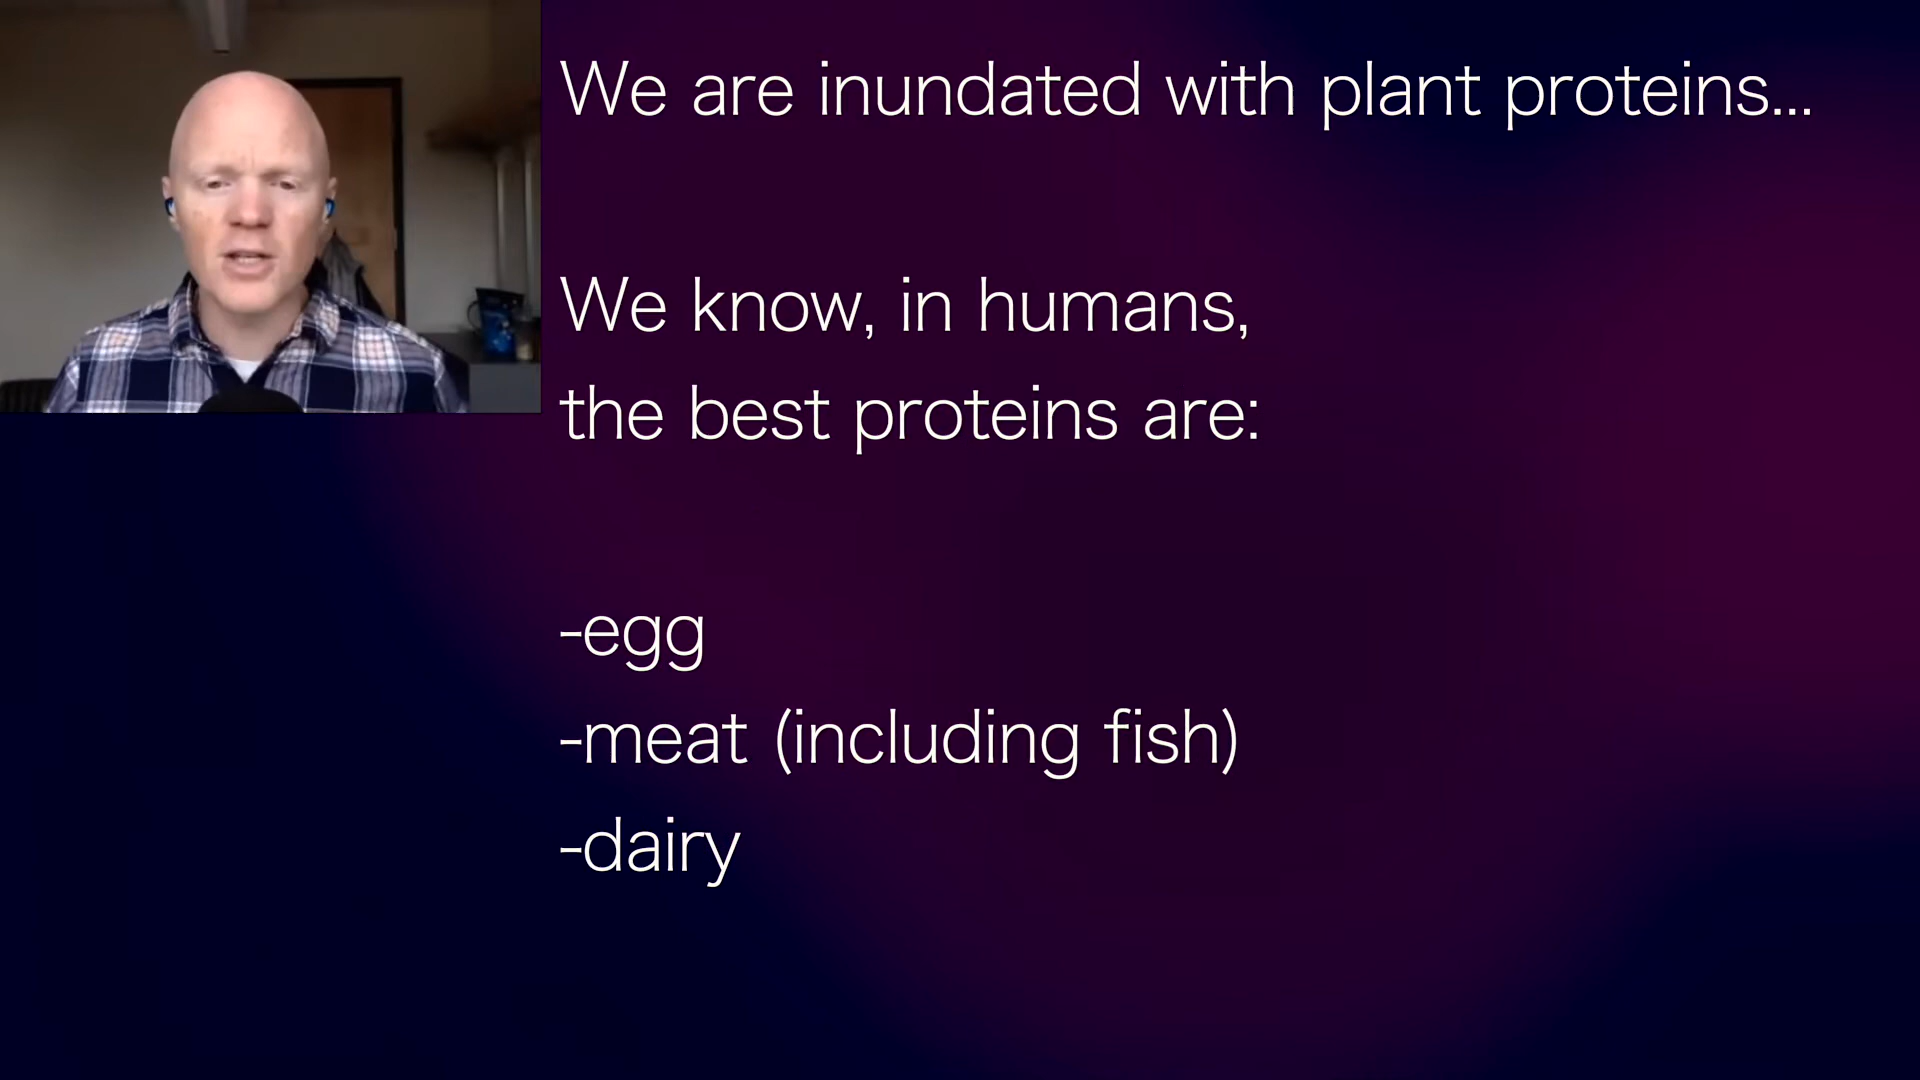 We are inundated with plant proteins...
We know, in humans,
the best proteins are:
-egg
-meat (including fish)
-dairy